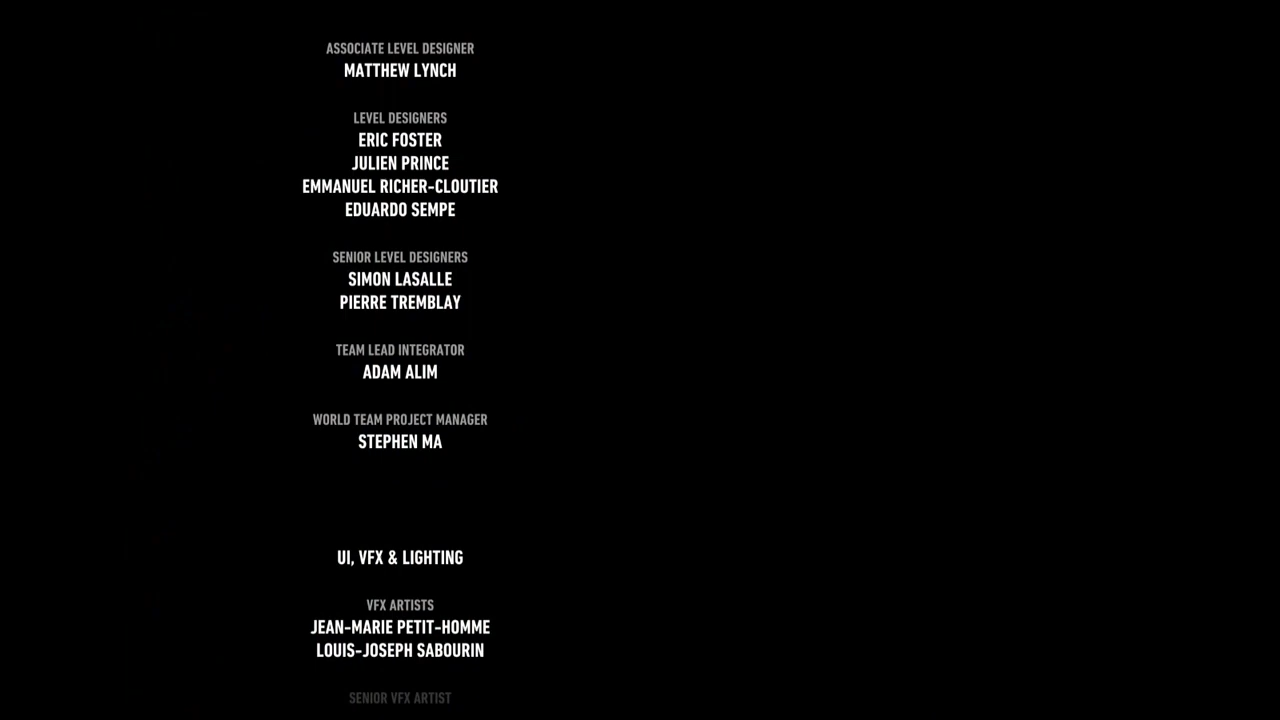 ASSOCIATE LEVEL DESIGNER
MATTHEW LYNCH
LEVEL DESIGNERS
ERIC FOSTER
JULIEN PRINCE
EMMANUEL RICHER-CLOUTIER
EDUARDO SEMPE
SENIOR LEVEL DESIGNERS
SIMON LASALLE
PIERRE TREMBLAY
TEAM LEAD INTEGRATOR
ADAM ALIM
WORLD TEAM PROJECT MANAGER
STEPHEN MA
UI, VFX & LIGHTING
VFX ARTISTS
JEAN-MARIE PETIT-HOMME
LOUIS-JOSEPH SABOURIN
SENIOR VFX ARTIST